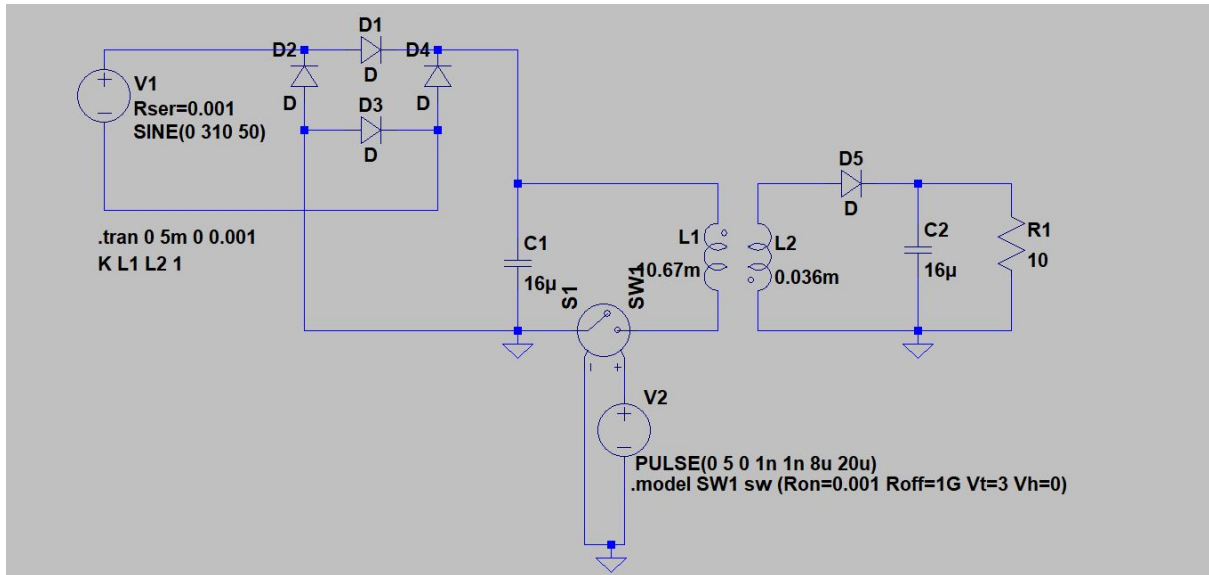 D1
D2
D4
D
V1
Rser=0.001
SINE(0 310 50)
D
D3
D
D
D5
D
.tran 0 5m 0 0.001
K L1 L2 1
C1
16µ
L1
10.67m
L2
0.036m
C2
16µ
R1
10
S1
SW1
V2
PULSE(0 5 0 1n 1n 8u 20u)
.model SW1 sw (Ron=0.001 Roff=1G Vt=3 Vh=0)